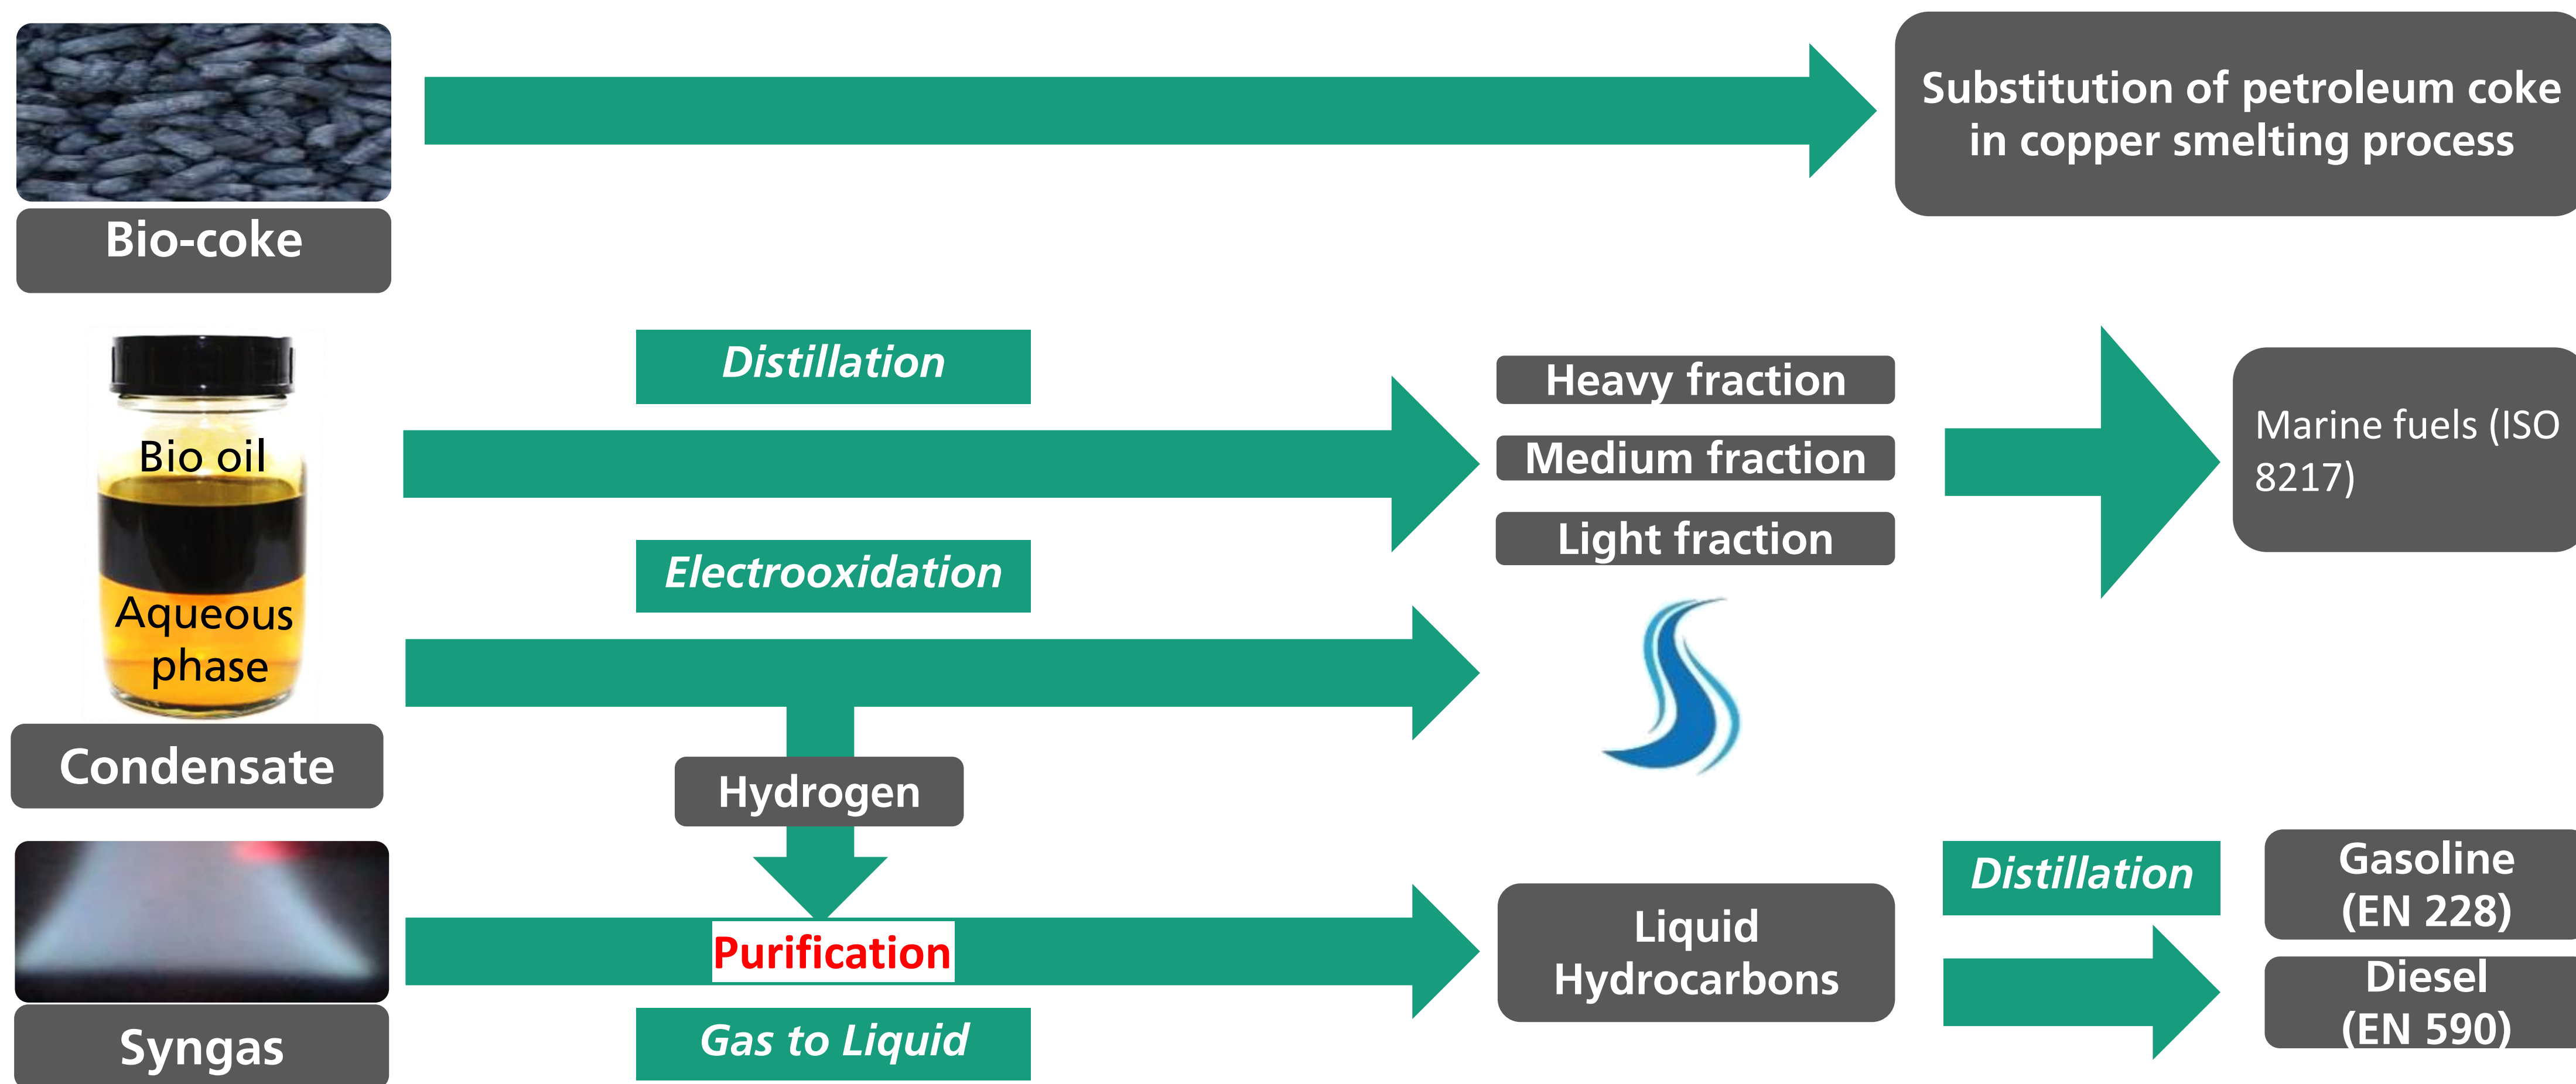 Bio-coke
Substitution of petroleum coke
in copper smelting process
Bio oil
Aqueous
phase
Condensate
Distillation
Heavy fraction
Medium fraction
Light fraction
Marine fuels (ISO
8217)
Electrooxidation
Hydrogen
Syngas
Purification
Gas to Liquid
Liquid
Hydrocarbons
Distillation
Gasoline
(EN 228)
Diesel
(EN 590)